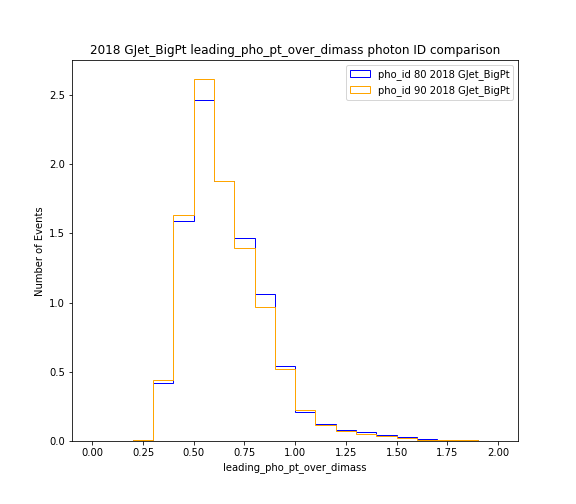 2018 GJet_BigPt leading_pho_pt_over_dimass photon ID comparison
pho_id 80 2018 GJet_BigPt
pho_id 90 2018 GJet_BigPt
Number of Events
2.5
2.0
1.5
1.0
0.5
0.0
0.00 0.25 0.50 0.75 1.00 1.25 1.50 1.75 2.00
leading_pho_pt_over_dimass